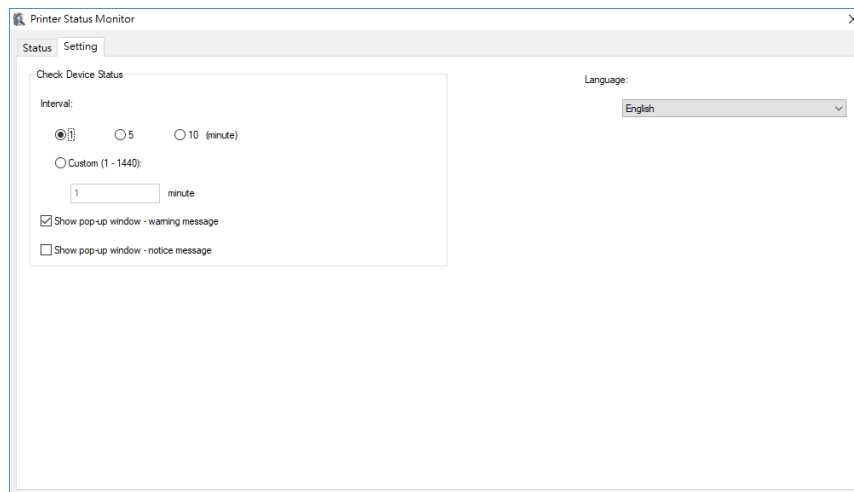 Printer Status Monitor
Status Setting
Check Device Status
Interval:
1 5 10 (minute)
Custom (1 - 1440):
1 minute
Show pop-up window - warning message
Show pop-up window - notice message
Language:
English